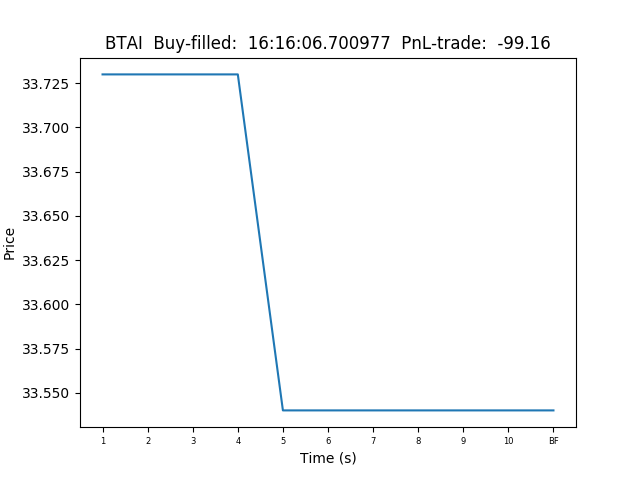 BTAI  Buy-filled:  16:16:06.700977  PnL-trade:  -99.16
Price
33.725
33.700
33.675
33.650
33.625
33.600
33.575
33.550
1 2 3 4 5 6 7 8 9 10 BF
Time (s)